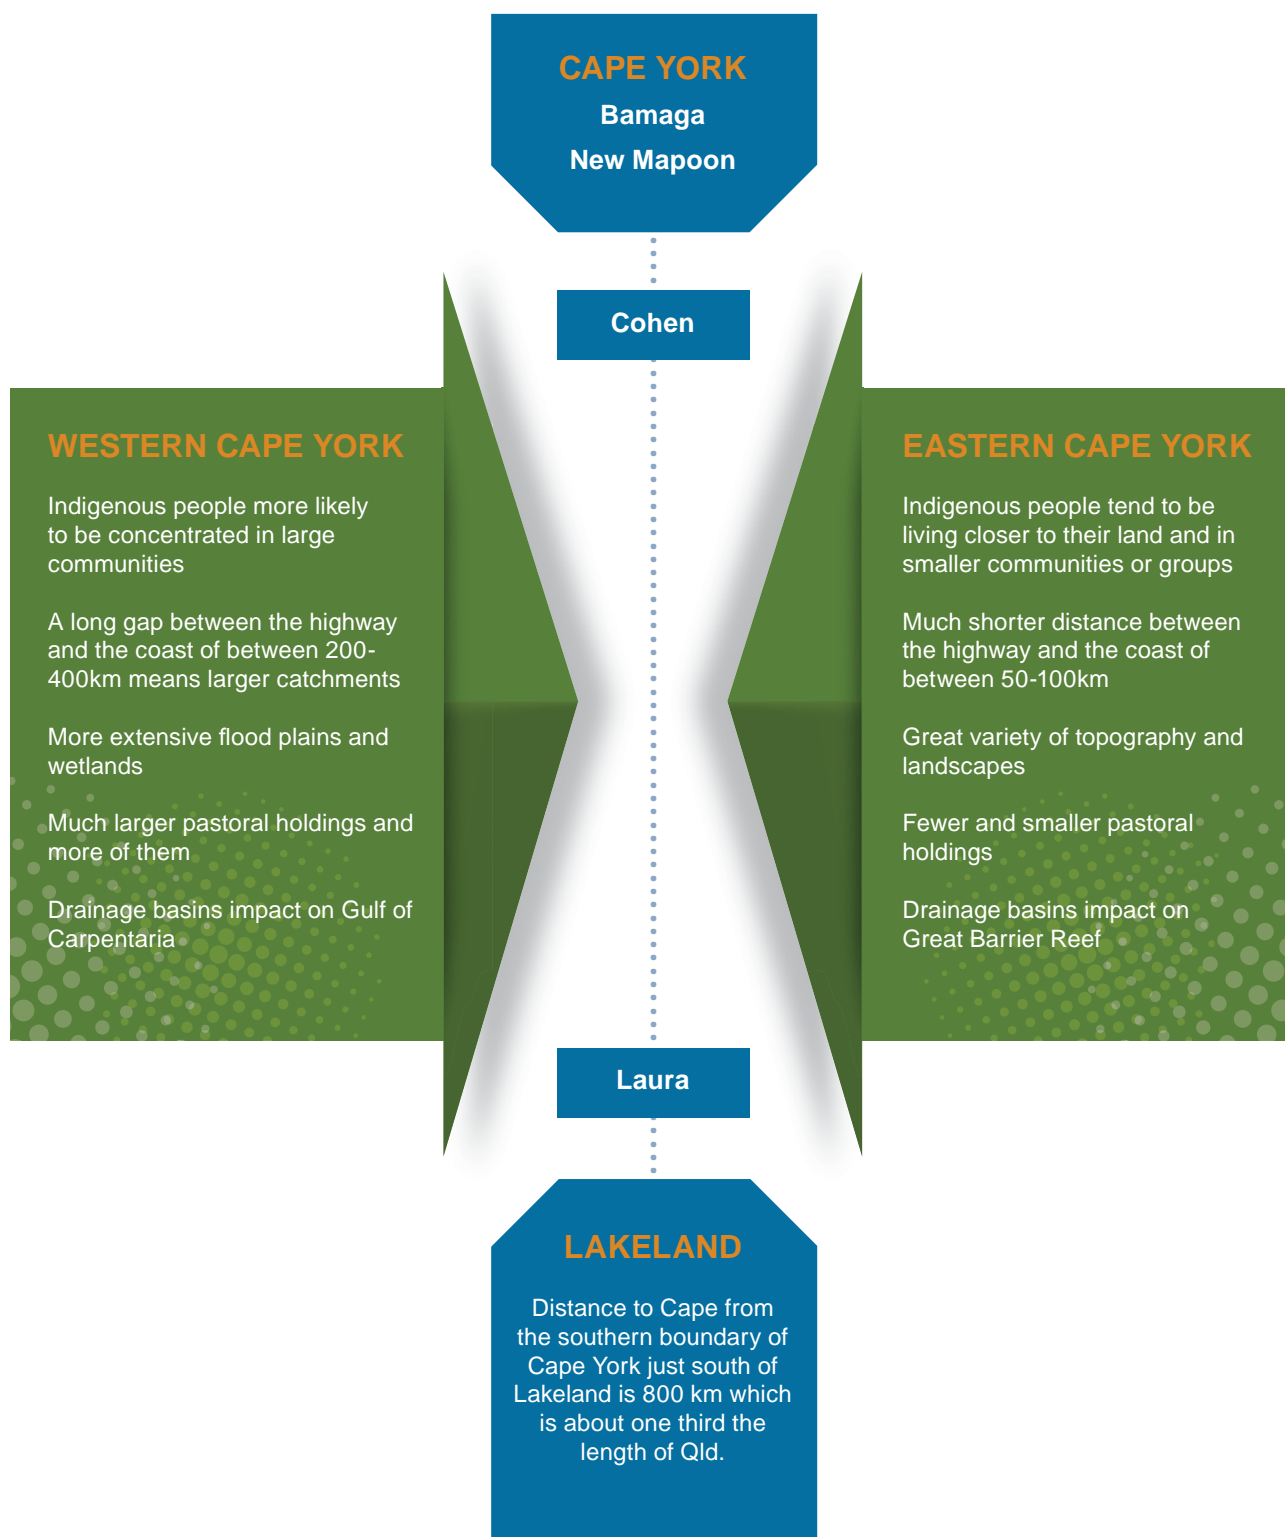 CAPE YORK
Bamaga
New Mapoon
Cohen
WESTERN CAPE YORK
Indigenous people more likely
to be concentrated in large
communities
A long gap between the highway
and the coast of between 200-
400km means larger catchments
More extensive flood plains and
wetlands
Much larger pastoral holdings and
more of them
Drainage basins impact on Gulf of
Carpentaria
EASTERN CAPE YORK
Indigenous people tend to be
living closer to their land and in
smaller communities or groups
Much shorter distance between
the highway and the coast of
between 50-100km
Great variety of topography and
landscapes
Fewer and smaller pastoral
holdings
Drainage basins impact on
Great Barrier Reef
Laura
LAKELAND
Distance to Cape from
the southern boundary of
Cape York just south of
Lakeland is 800 km which
is about one third the
length of Qld.